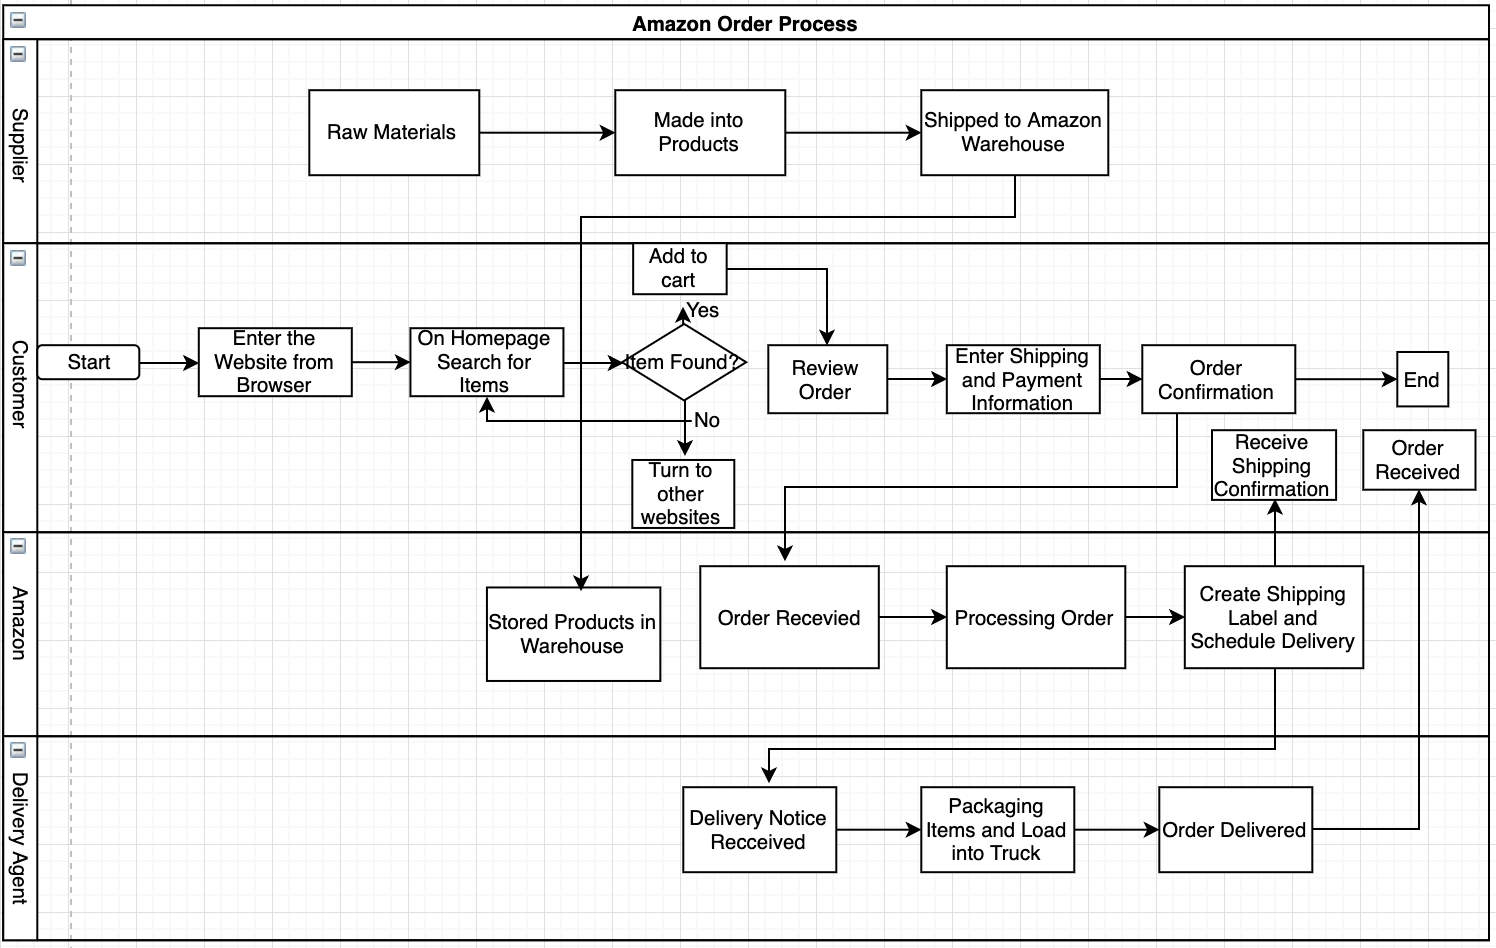 Amazon Order Process
Supplier
Raw Materials
Made into
Products
Shipped to Amazon
Warehouse
Customer
Start
Enter the
Website from
Browser
On Homepage
Search for
Items
Item Found?
Yes
Add to
cart
No
Turn to
other
websites
Review
Order
Enter Shipping
and Payment
Information
Order
Confirmation
End
Receive
Shipping
Confirmation
Order
Received
Amazon
Stored Products in
Warehouse
Order Recevied
Processing Order
Create Shipping
Label and
Schedule Delivery
Delivery Agent
Delivery Notice
Recceived
Packaging
Items and Load
into Truck
Order Delivered